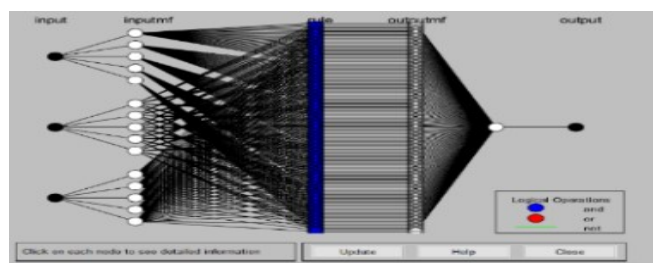 input inputmf rule outputmf output
Logical Operations
and
or
not
Click on each node to see detailed information Update Help Close